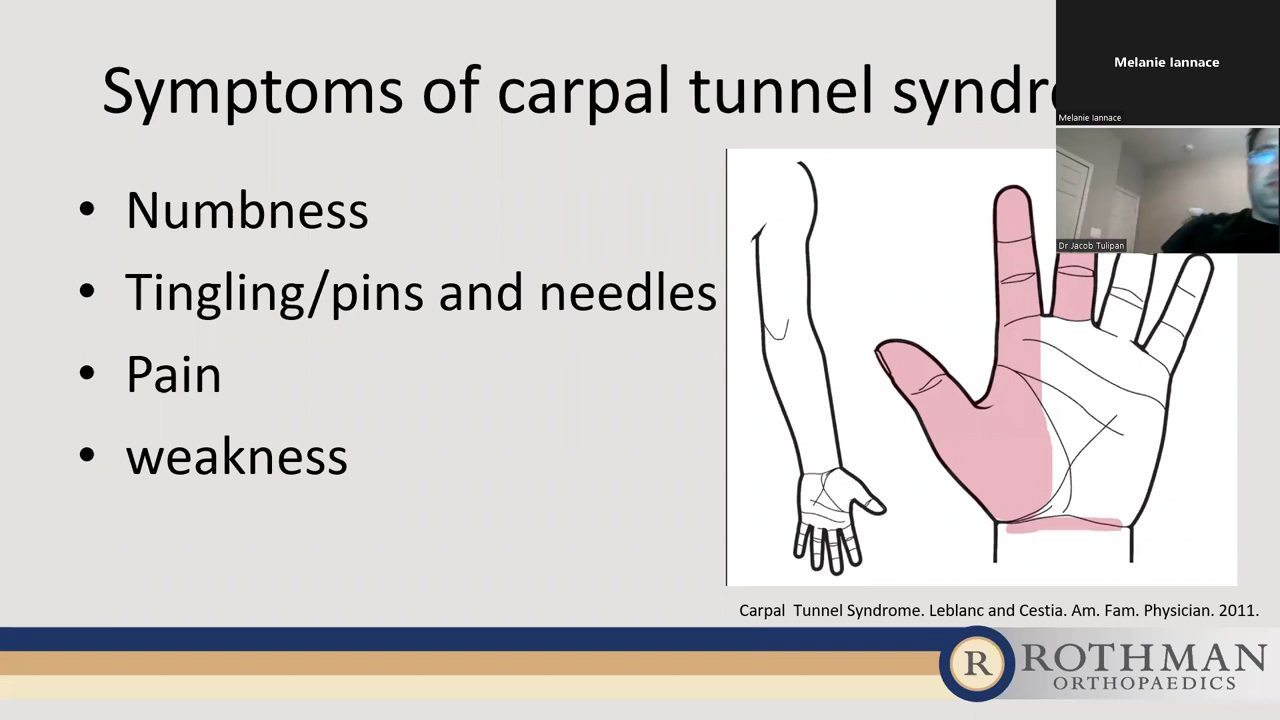 Symptoms of carpal tunnel syndro
• Numbness
• Tingling/pins and needles
• Pain
• weakness
Melanie Iannace
Melanie Iannace
Dr Jacob Tulipan
Carpal Tunnel Syndrome. Leblanc and Cestia. Am. Fam. Physician. 2011.
R
ROTHMAN
ORTHOPAEDICS